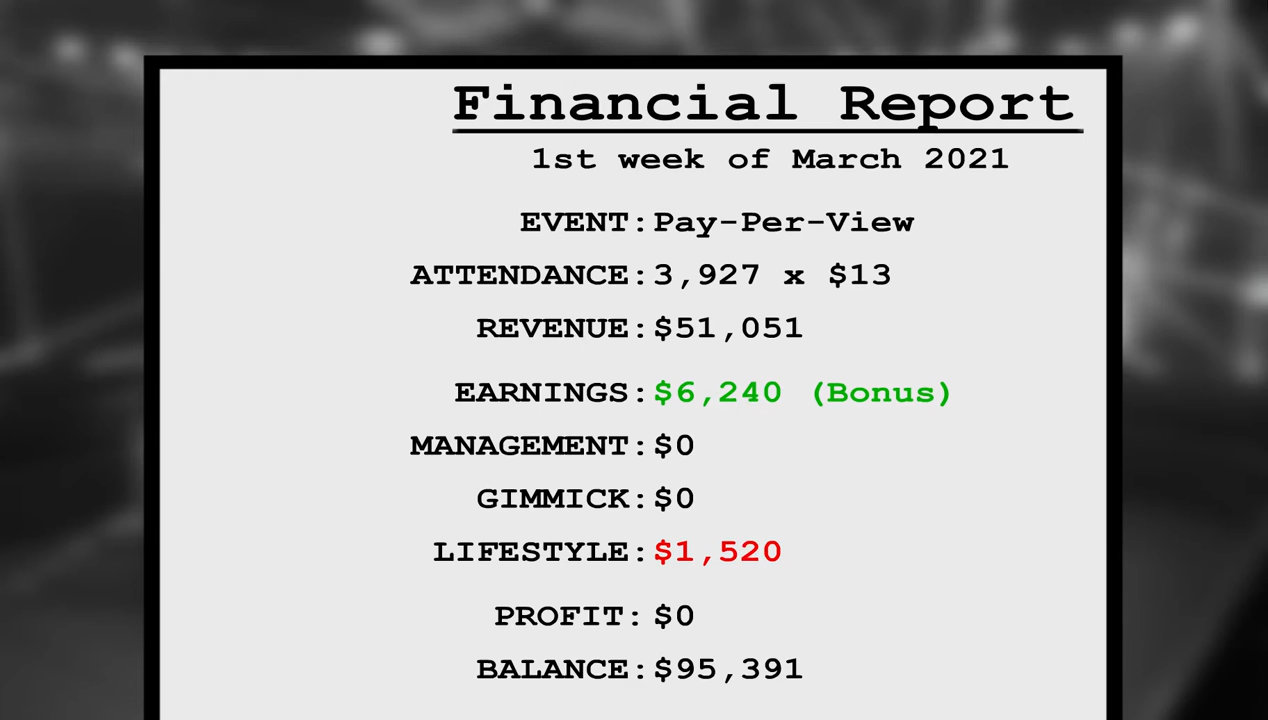 Financial Report
1st week of March 2021
EVENT: Pay-Per-View
ATTENDANCE: 3,927 x $13
REVENUE: $51,051
EARNINGS: $6,240 (Bonus)
MANAGEMENT: $0
GIMMICK: $0
LIFESTYLE: $1,520
PROFIT: $0
BALANCE: $95,391